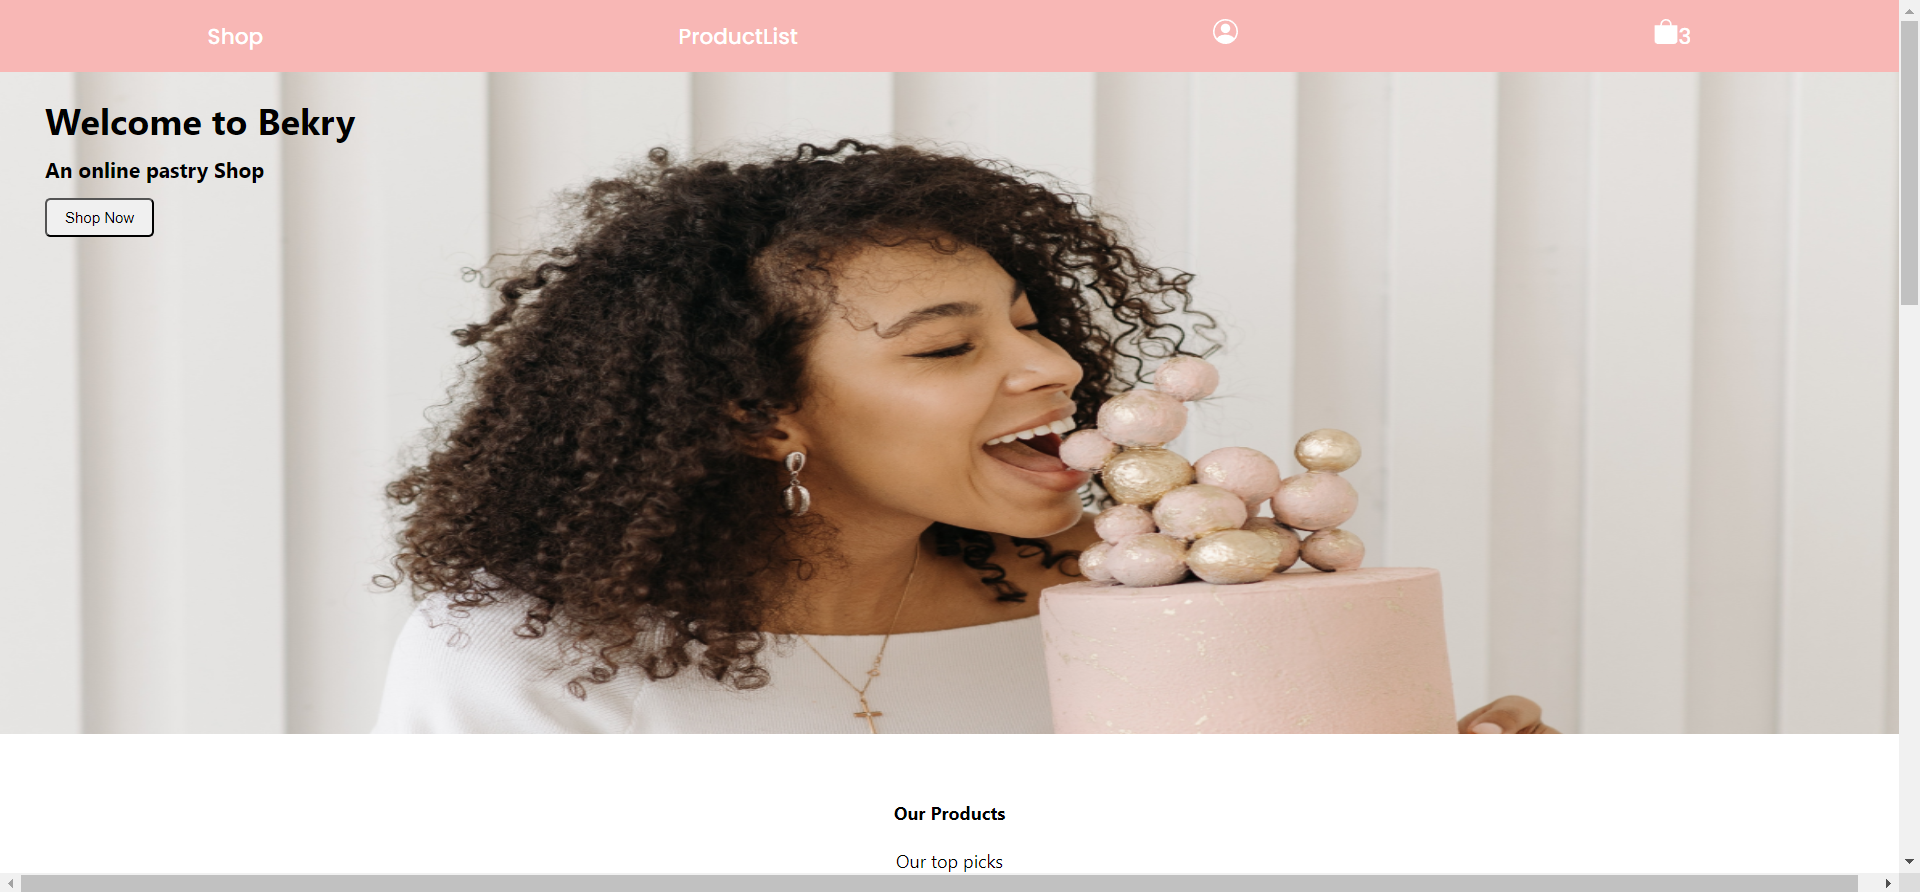 Shop ProductList 3
Welcome to Bekry
An online pastry Shop
Shop Now
Our Products
Our top picks